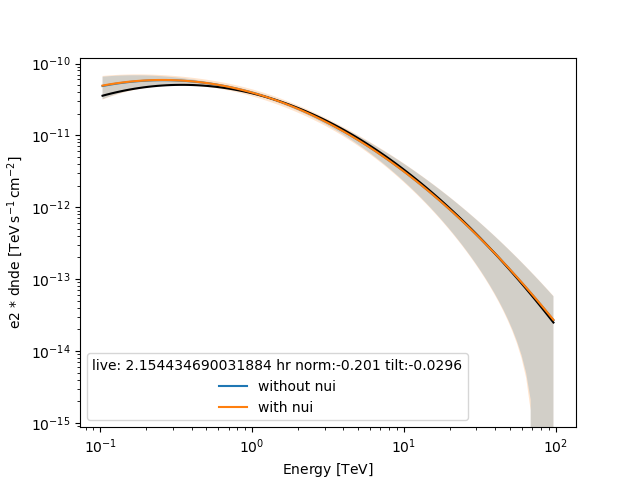 10⁻¹⁰
10⁻¹¹
10⁻¹²
10⁻¹³
10⁻¹⁴
10⁻¹⁵
e2 * dnde [TeV s⁻¹ cm⁻²]
live: 2.154434690031884 hr norm:-0.201 tilt:-0.0296
without nui
with nui
10⁻¹ 10⁰ 10¹ 10²
Energy [TeV]